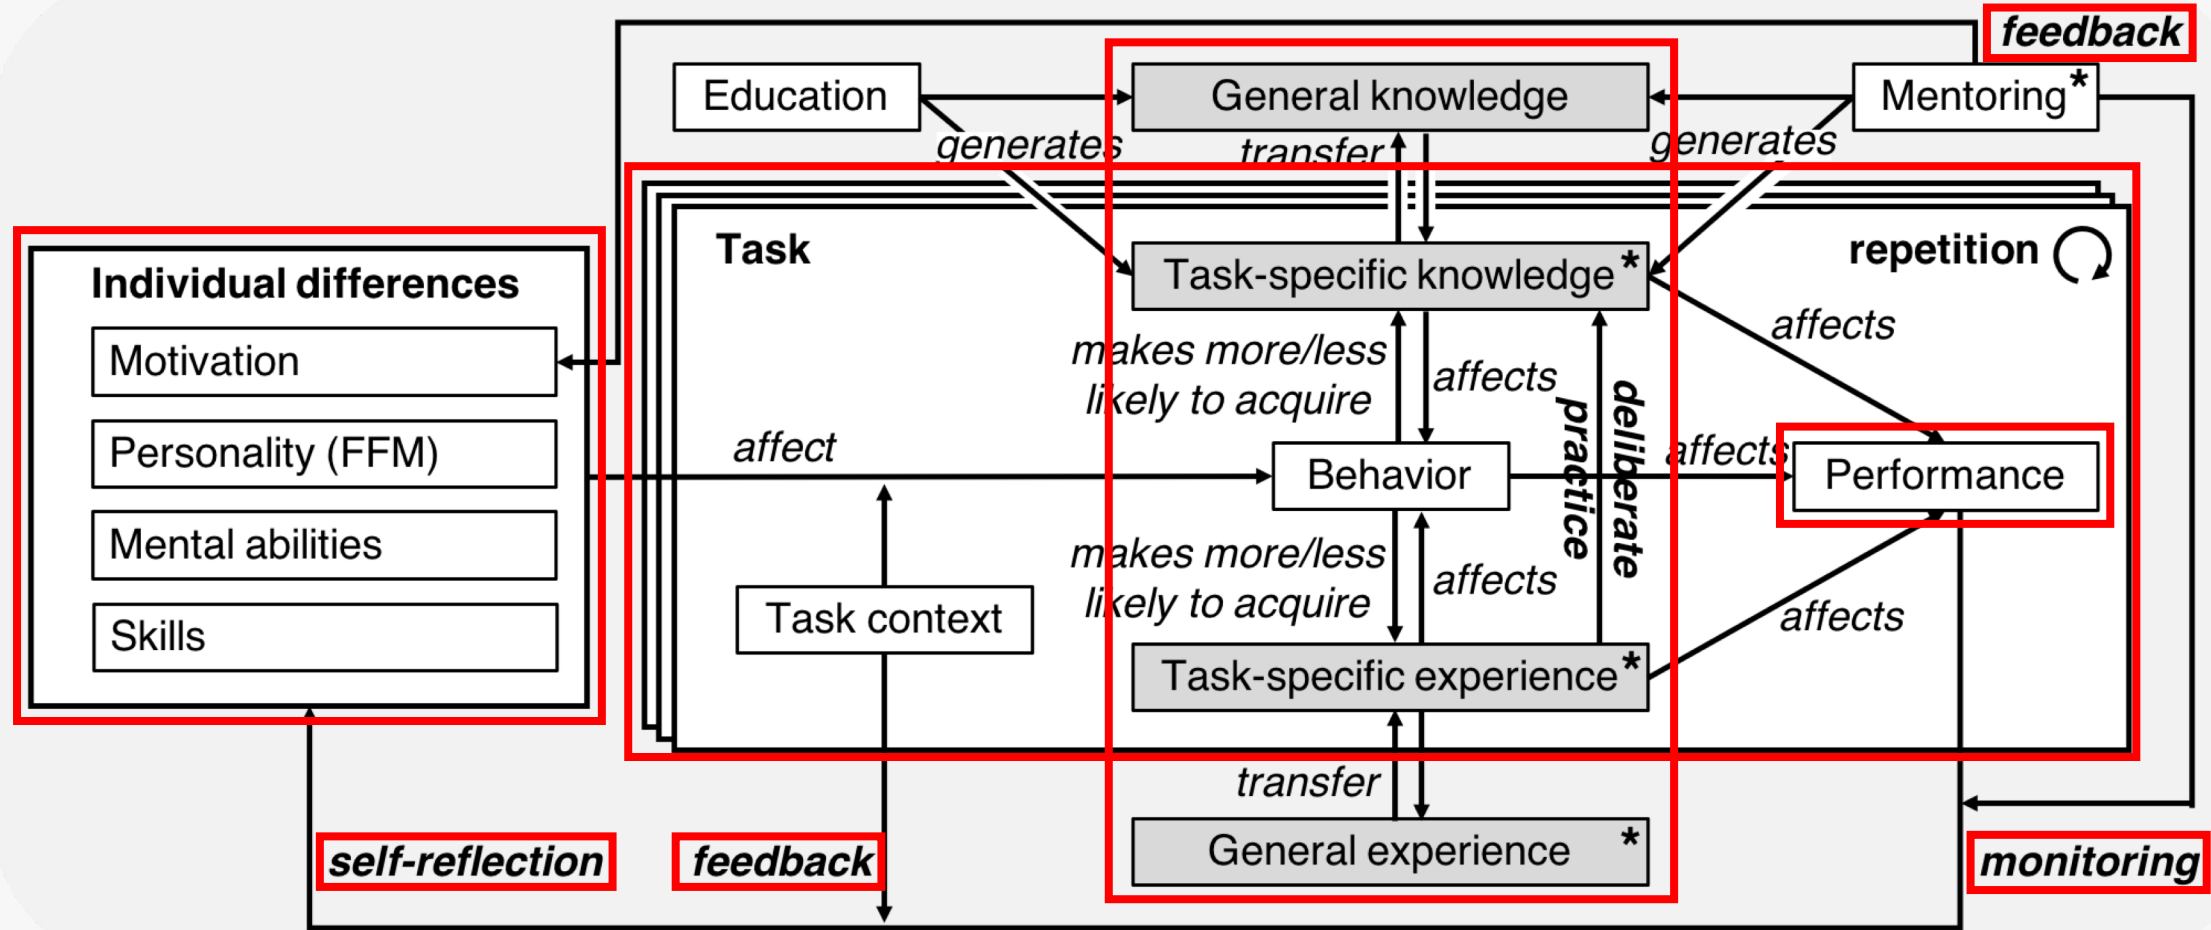 feedback
Education
General knowledge
Mentoring*
generates
transfer
generates
Task
repetition
Task-specific knowledge*
Individual differences
Motivation
Personality (FFM)
Mental abilities
Skills
affect
makes more/less
likely to acquire
affects
deliberate
practice
affects
affects
Behavior
Performance
makes more/less
likely to acquire
affects
affects
Task context
Task-specific experience*
transfer
General experience *
self-reflection
feedback
monitoring